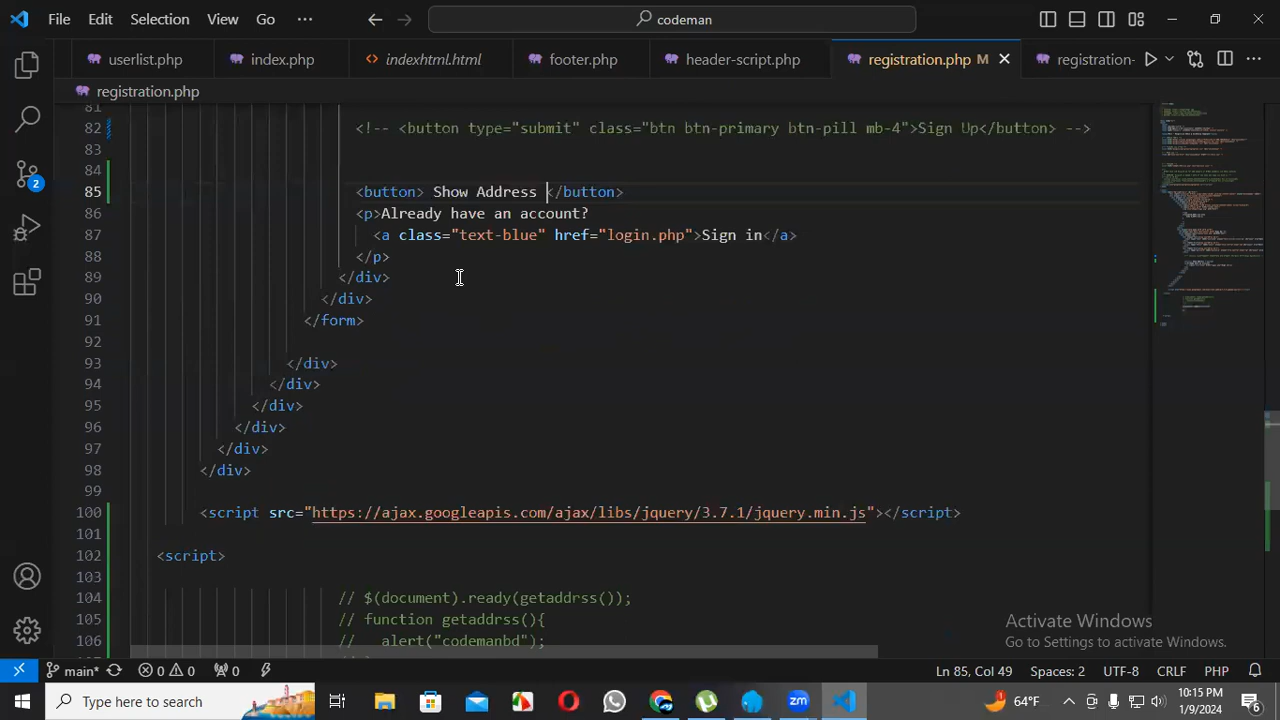 File Edit Selection View Go ··· codeman
userlist.php index.php indexhtml.html footer.php header-script.php registration.php M registration-
registration.php
81
82 <!-- <button type="submit" class="btn btn-primary btn-pill mb-4">Sign Up</button> -->
83
84
85 <button> Show Address </button>
86 <p>Already have an account?
87 <a class="text-blue" href="login.php">Sign in</a>
88 </p>
89 </div>
90 </div>
91 </form>
92
93 </div>
94 </div>
95 </div>
96 </div>
97 </div>
98 </div>
99
100 <script src="https://ajax.googleapis.com/ajax/libs/jquery/3.7.1/jquery.min.js"></script>
101
102 <script>
103
104 // $(document).ready(getaddrss());
105 // function getaddrss(){
106 // alert("codemanbd");
2
Activate Windows
Go to Settings to activate Windows.
main* 0 0 0 Ln 85, Col 49 Spaces: 2 UTF-8 CRLF PHP
Type here to search 64°F 10:15 PM
1/9/2024 6